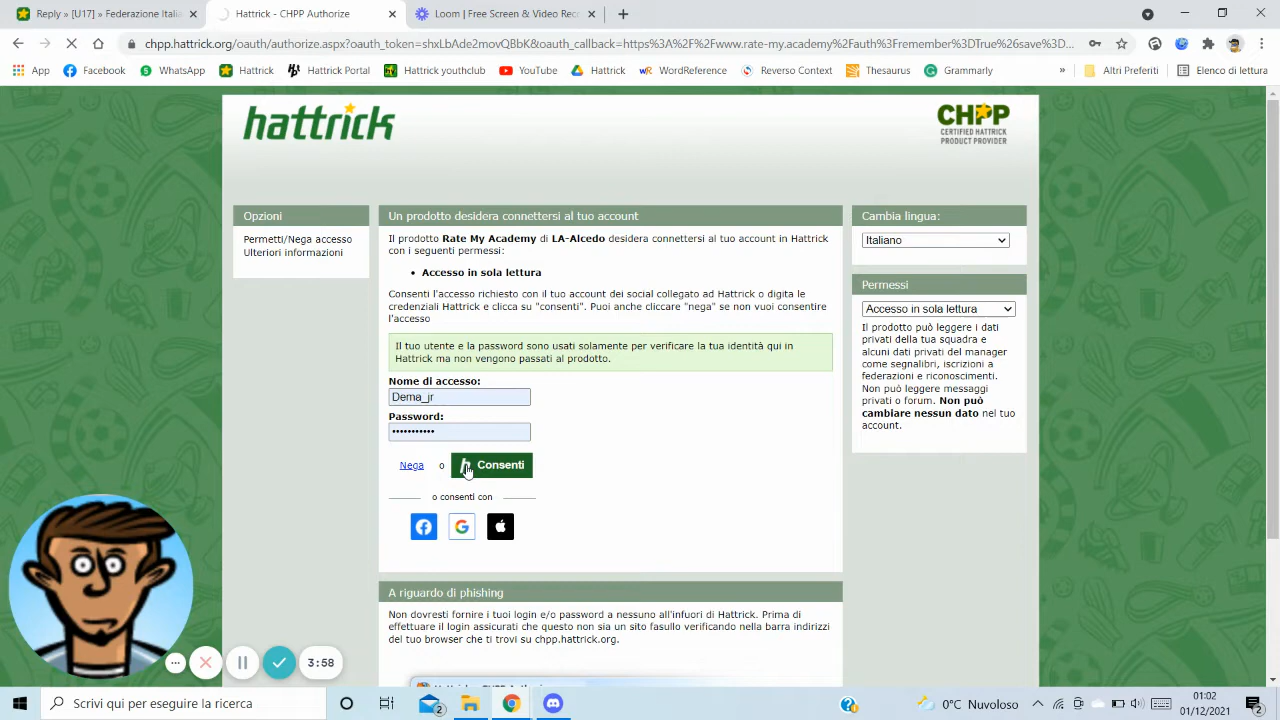 Reply » [U17] » Federazione Italia
Hattrick - CHPP Authorize
Loom | Free Screen & Video Reco
chpp.hattrick.org/oauth/authorize.aspx?oauth_token=shxLbLde2RovObKB&oauth_callback=https%3A%2F%2Fwww.rate-my.academy%2Fauth%3Fremember%3DTrue%26save%3D...
App
Facebook
WhatsApp
Hattrick
Hattrick Portal
Hattrick youthclub
YouTube
Hattrick
WordReference
Reverso Context
Thesaurus
Grammarly
»
Altri Preferiti
Elenco di lettura
hattrick
CHPP
CERTIFIED HATTRICK
PRODUCT PROVIDER
Opzioni
Permetti/Nega accesso
Ulteriori informazioni
Un prodotto desidera connettersi al tuo account
Il prodotto Rate My Academy di LA-Alcedo desidera connettersi al tuo account in Hattrick
con i seguenti permessi:
• Accesso in sola lettura
Consenti l'accesso richiesto con il tuo account dei social collegato ad Hattrick o digita le
credenziali Hattrick e clicca su "consenti". Puoi anche cliccare "nega" se non vuoi consentire
l'accesso
Il tuo utente e la password sono usati solamente per verificare la tua identità qui in
Hattrick ma non vengono passati al prodotto.
Nome di accesso:
Dema_jr
Password:
•••••••••••
Nega o h Consenti
o consenti con
A riguardo di phishing
Non dovresti fornire i tuoi login e/o password a nessuno all'infuori di Hattrick. Prima di
effettuare il login assicurati che questo non sia un sito fasullo verificando nella barra indirizzi
del tuo browser che ti trovi su chpp.hattrick.org.
Cambia lingua:
Italiano
Permessi
Accesso in sola lettura
Il prodotto può leggere i dati
privati della tua squadra e
alcuni dati privati del manager
come segnalibri, iscrizioni a
federazioni e riconoscimenti.
Non può leggere messaggi
privati o forum. Non può
cambiare nessun dato nel tuo
account.
3:58
Scrivi qui per eseguire la ricerca
2
0°C Nuvoloso
01:02
01/12/2021
2